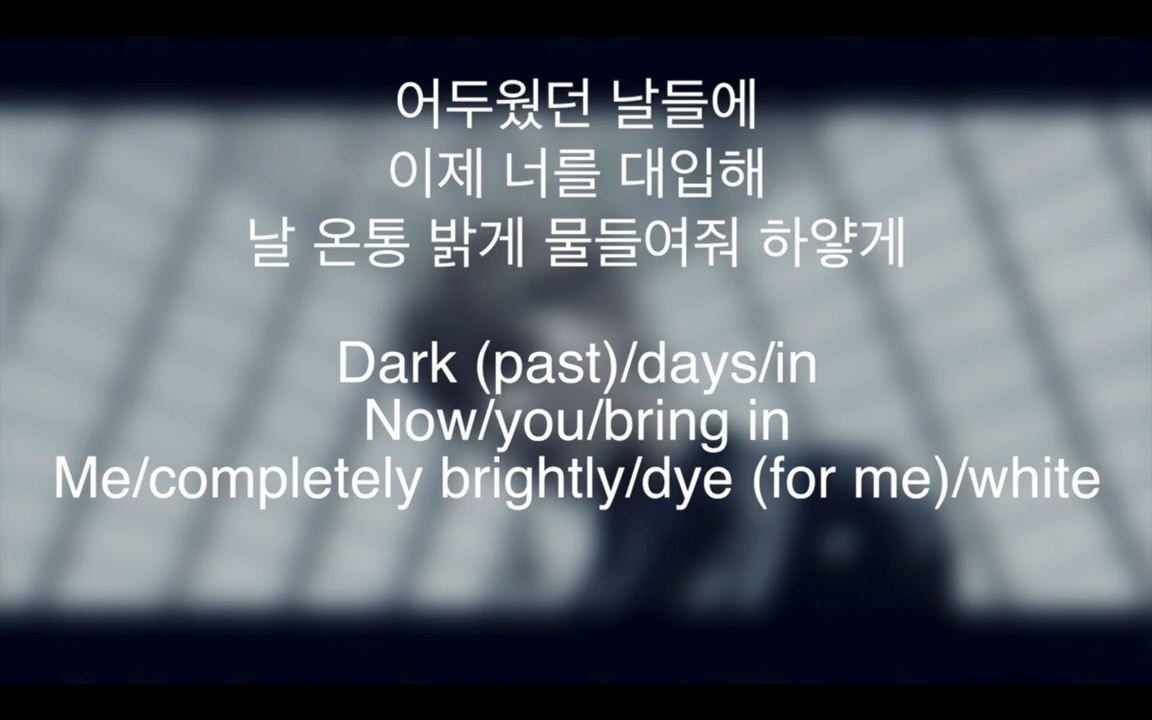 어두웠던 날들에
이제 너를 대입해
날 온통 밝게 물들여줘 하얗게
Dark (past)/days/in
Now/you/bring in
Me/completely brightly/dye (for me)/white